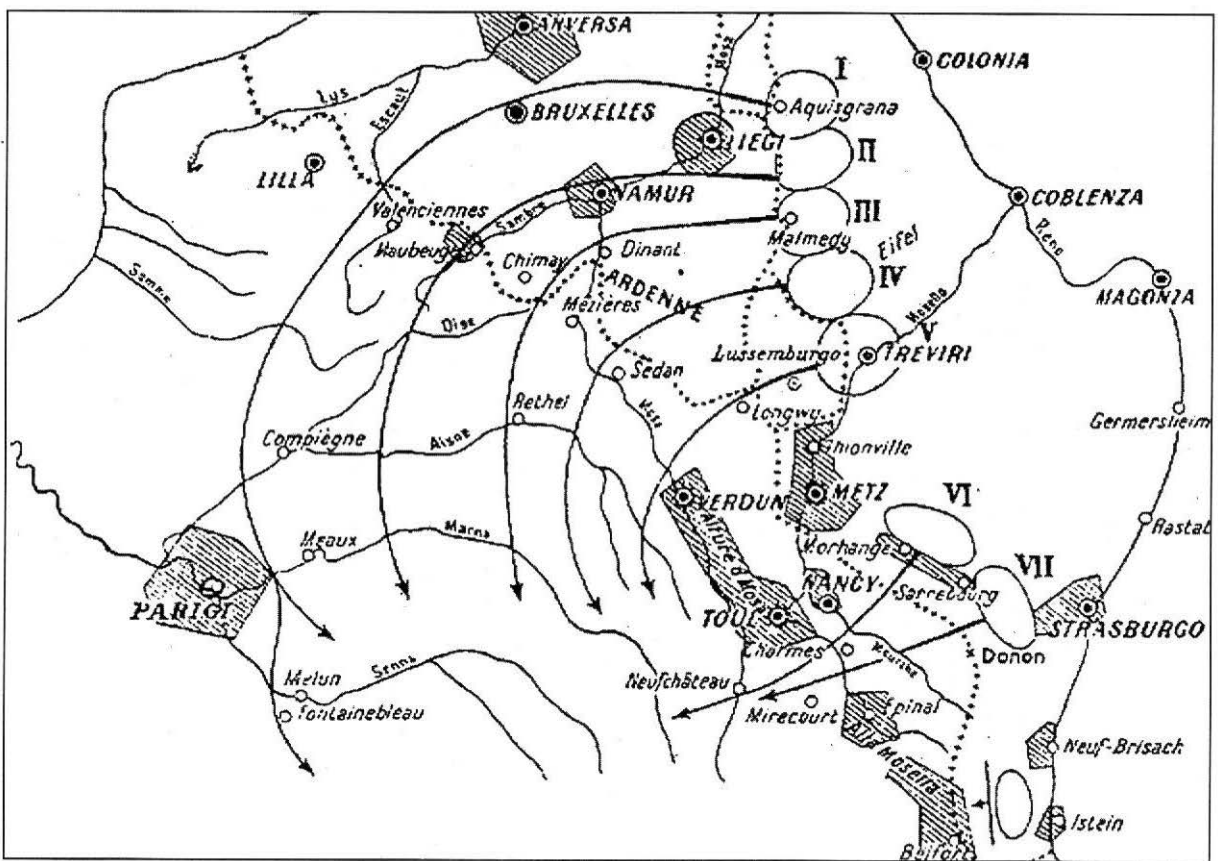 ANVERSA
COLONIA
I
Aquisgrana
Mosa
Lys
Escaut
BRUXELLES
LIEGI
II
LILLA
NAMUR
III
COBLENZA
Valenciennes
Sambre
Maubeuge
Malmedy
Eifel
Reno
Dinant
Chimay
IV
MAGONZA
ARDENNE
Mosella
Mézières
Oise
V
Lussemburgo
TREVIRI
Sedan
Longwy
Rethel
Mosa
Germersheim
Compiègne
Aisne
Thionville
VERDUN
METZ
VI
Rastat
Meaux
Marna
Morhange
VII
PARIGI
NANCY
Sarrebourg
TOUL
STRASBURGO
Charmes
Donon
Melun
Senna
Neufchâteau
Fontainebleau
Mirecourt
Epinal
Neuf-Brisach
Alta Mosella
Istein
Belfort